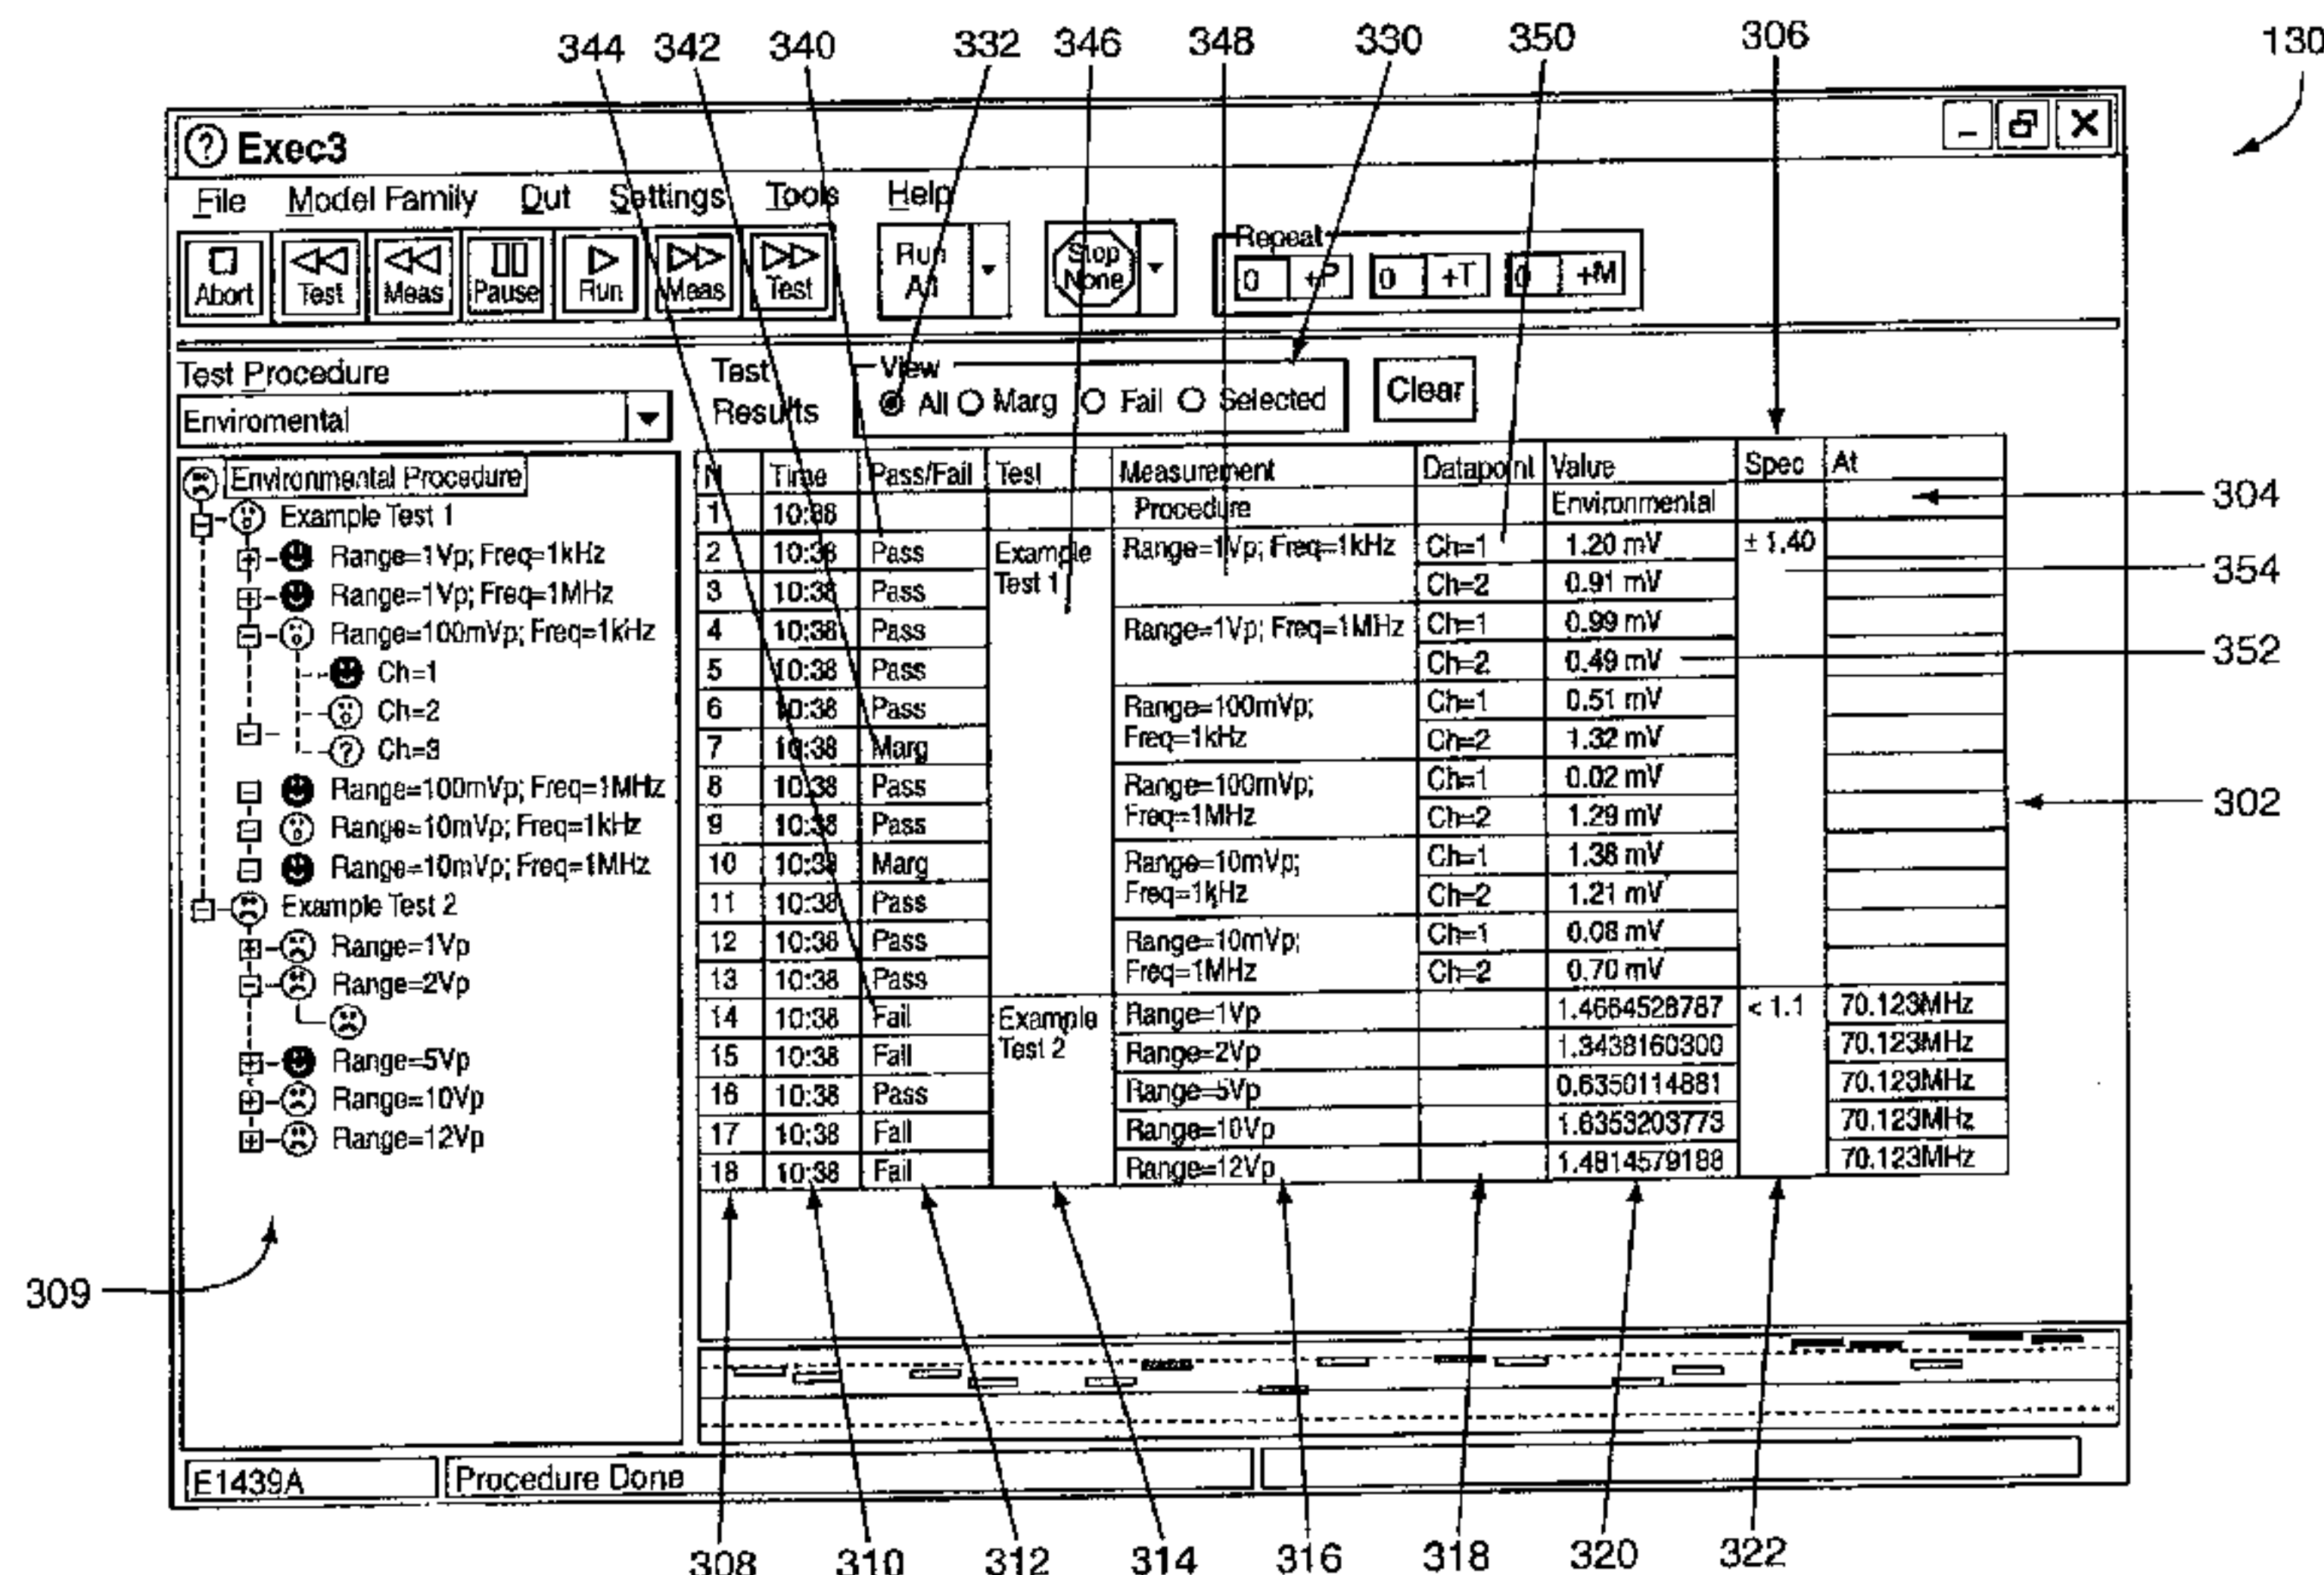 344 342 340 332 346 348 330 350 306 130
Exec3
File Model Family Dut Settings Tools Help
Abort Test Meas Pause Run Meas Test Run All Stop None Repeat 0 +P 0 +T 0 +M
Test Procedure
Enviromental
Test Results
View
All Marg Fail Selected
Clear
Environmental Procedure
Example Test 1
Range=1Vp; Freq=1kHz
Range=1Vp; Freq=1MHz
Range=100mVp; Freq=1kHz
Ch=1
Ch=2
Ch=3
Range=100mVp; Freq=1MHz
Range=10mVp; Freq=1kHz
Range=10mVp; Freq=1MHz
Example Test 2
Range=1Vp
Range=2Vp
Range=5Vp
Range=10Vp
Range=12Vp
N Time Pass/Fail Test Measurement Datapoint Value Spec At
1 10:38 Procedure Environmental
2 10:38 Pass Example Test 1 Range=1Vp; Freq=1kHz Ch=1 1.20 mV ± 1.40
3 10:38 Pass Ch=2 0.91 mV
4 10:38 Pass Range=1Vp; Freq=1MHz Ch=1 0.99 mV
5 10:38 Pass Ch=2 0.49 mV
6 10:38 Pass Range=100mVp; Freq=1kHz Ch=1 0.51 mV
7 10:38 Marg Ch=2 1.32 mV
8 10:38 Pass Range=100mVp; Freq=1MHz Ch=1 0.02 mV
9 10:38 Pass Ch=2 1.29 mV
10 10:38 Marg Range=10mVp; Freq=1kHz Ch=1 1.38 mV
11 10:38 Pass Ch=2 1.21 mV
12 10:38 Pass Range=10mVp; Freq=1MHz Ch=1 0.08 mV
13 10:38 Pass Ch=2 0.70 mV
14 10:38 Fail Example Test 2 Range=1Vp 1.4664528787 < 1.1 70.123MHz
15 10:38 Fail Range=2Vp 1.3438160300 70.123MHz
16 10:38 Pass Range=5Vp 0.6350114881 70.123MHz
17 10:38 Fail Range=10Vp 1.6353203773 70.123MHz
18 10:38 Fail Range=12Vp 1.4814579188 70.123MHz
304
354
352
302
309
E1439A Procedure Done
308 310 312 314 316 318 320 322